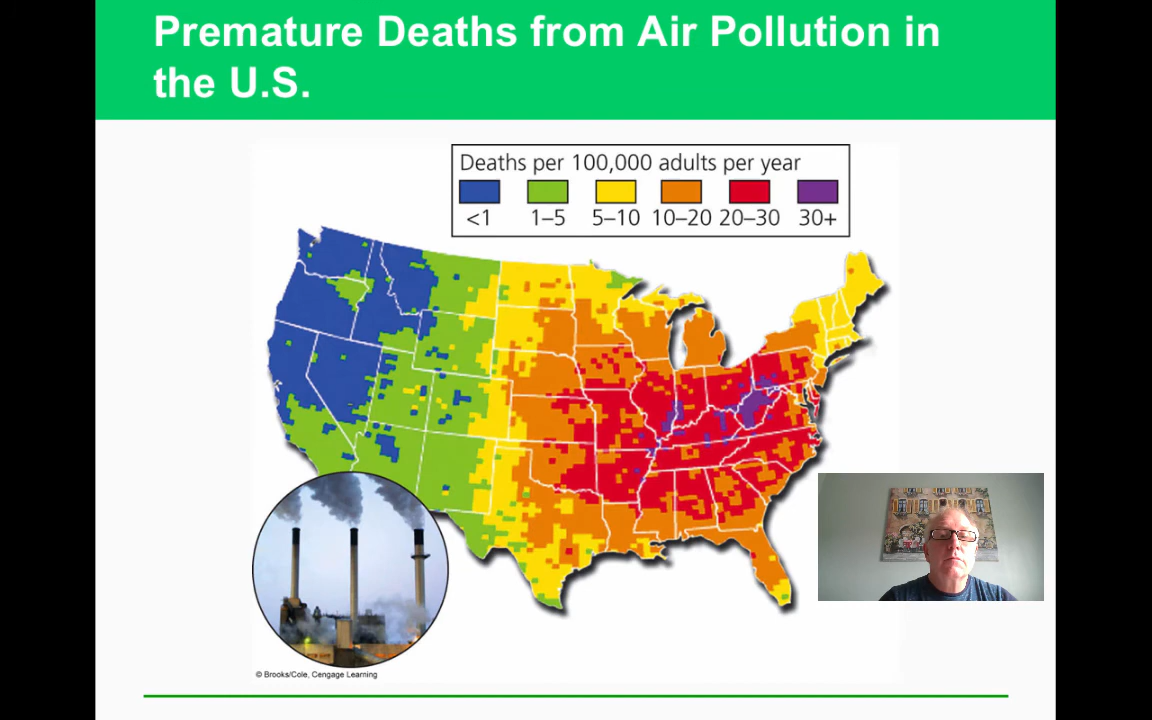 Premature Deaths from Air Pollution in
the U.S.
Deaths per 100,000 adults per year
<1 1–5 5–10 10–20 20–30 30+
© Brooks/Cole, Cengage Learning